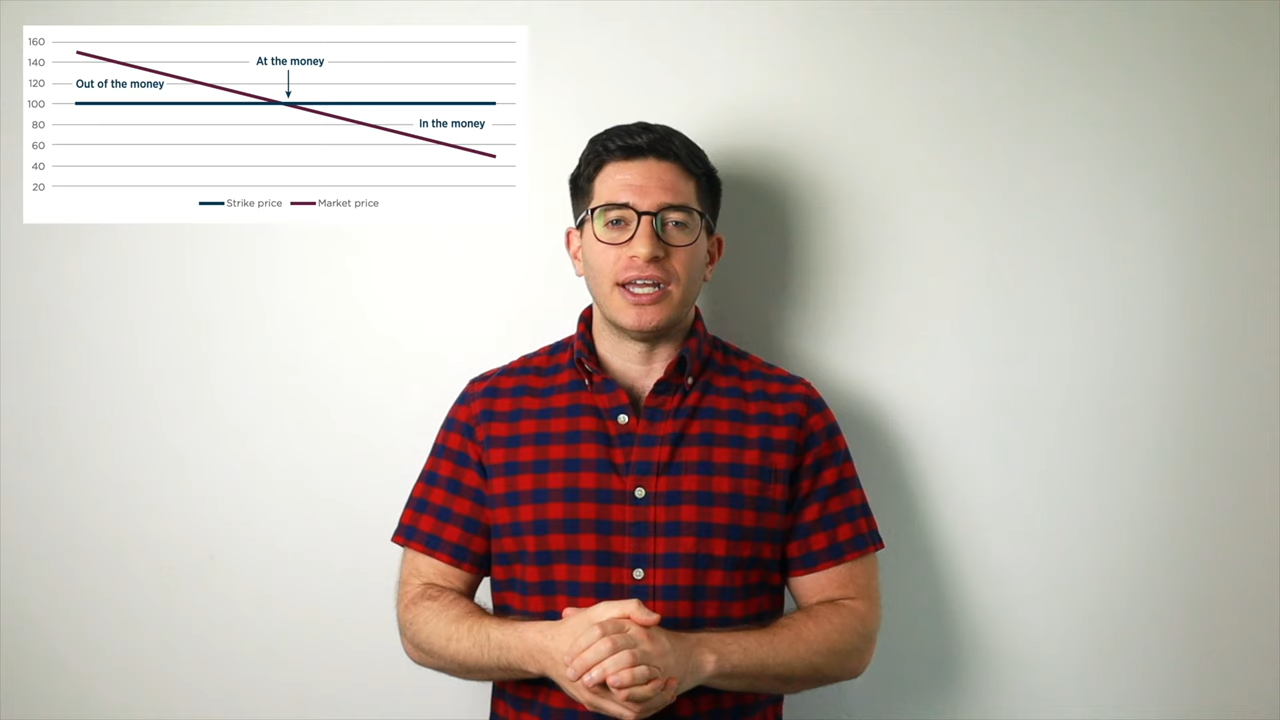 160
140
120
100
80
60
40
20
At the money
Out of the money
In the money
Strike price
Market price